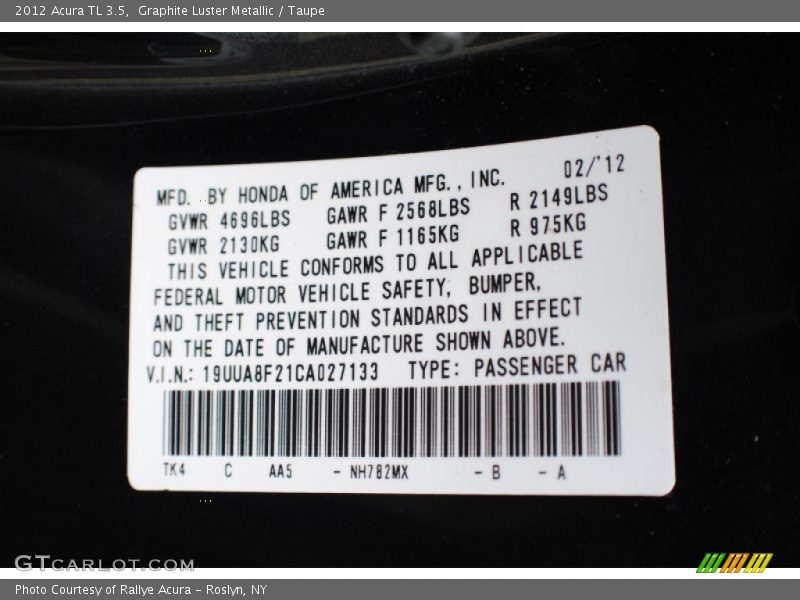 2012 Acura TL 3.5, Graphite Luster Metallic / Taupe
MFD. BY HONDA OF AMERICA MFG., INC. 02/'12
GVWR 4696LBS GAWR F 2568LBS R 2149LBS
GVWR 2130KG GAWR F 1165KG R 975KG
THIS VEHICLE CONFORMS TO ALL APPLICABLE
FEDERAL MOTOR VEHICLE SAFETY, BUMPER,
AND THEFT PREVENTION STANDARDS IN EFFECT
ON THE DATE OF MANUFACTURE SHOWN ABOVE.
V.I.N.: 19UUA8F21CA027133 TYPE: PASSENGER CAR
TK4 C AA5 - NH782MX - B - A
GTCARLOT.COM
Photo Courtesy of Rallye Acura - Roslyn, NY